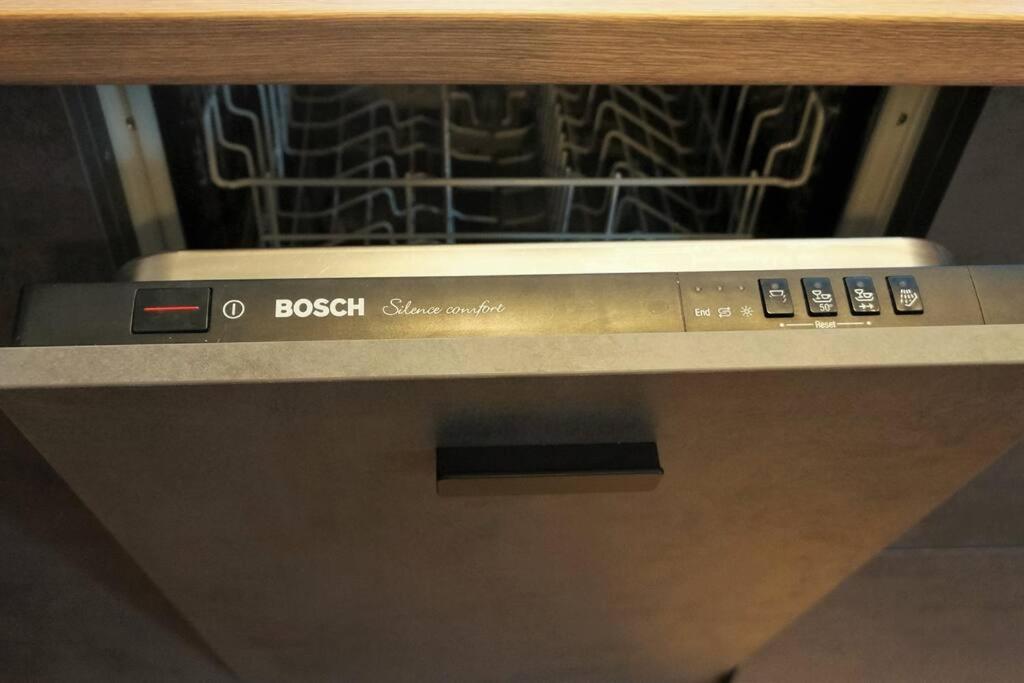 BOSCH Silence comfort
End 50° ++
Reset